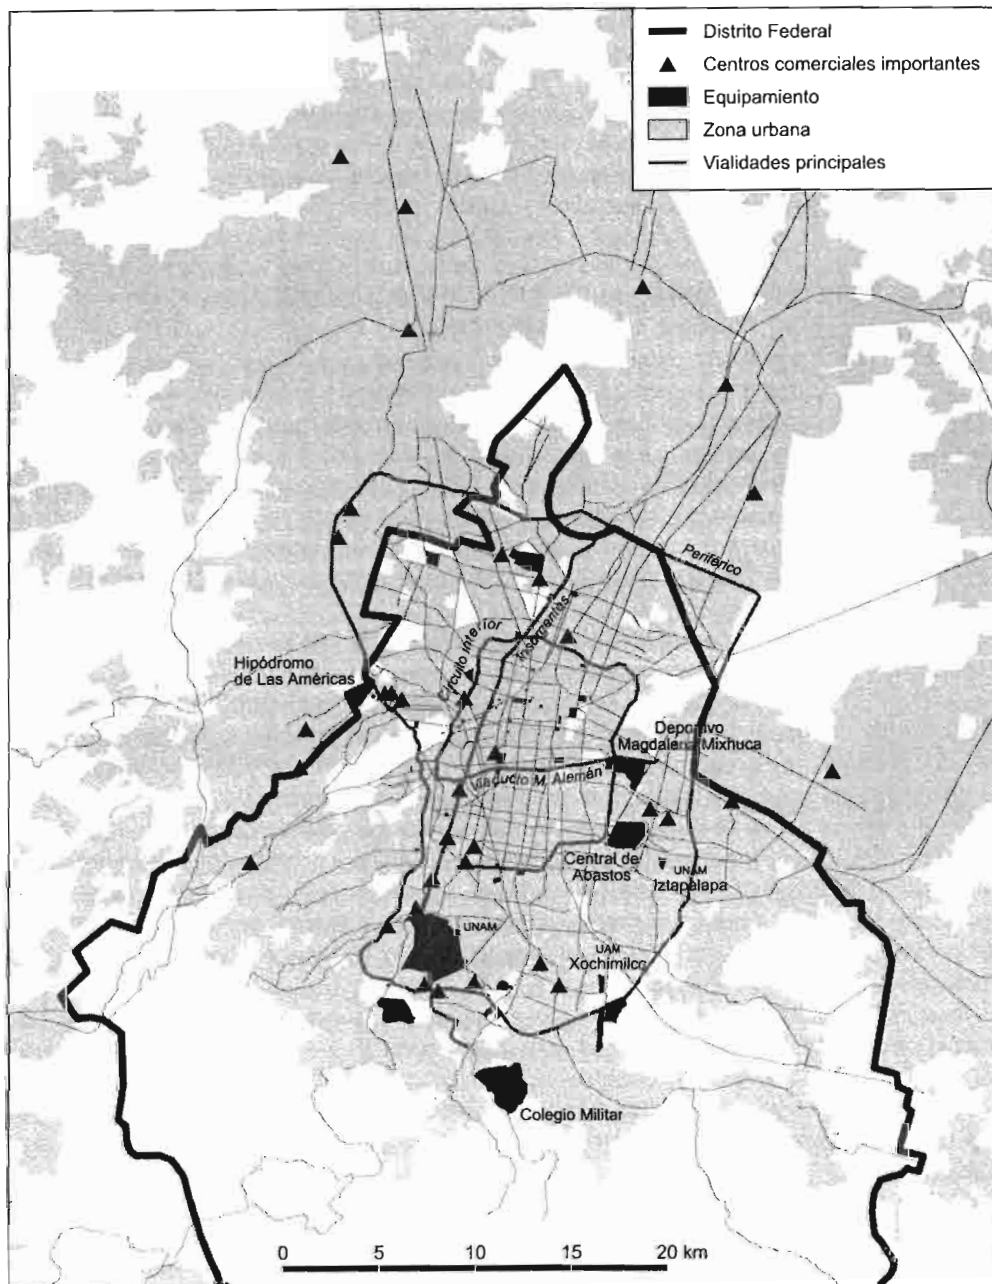 Distrito Federal
Centros comerciales importantes
Equipamiento
Zona urbana
Vialidades principales
Periférico
Insurgentes
Circuito Interior
Hipódromo
de Las Américas
Deportivo
Magdalena Mixhuca
Viaducto M. Alemán
Central de
Abastos
UNAM
Iztapalapa
UNAM
UAM
Xochimilco
Colegio Militar
0 5 10 15 20 km